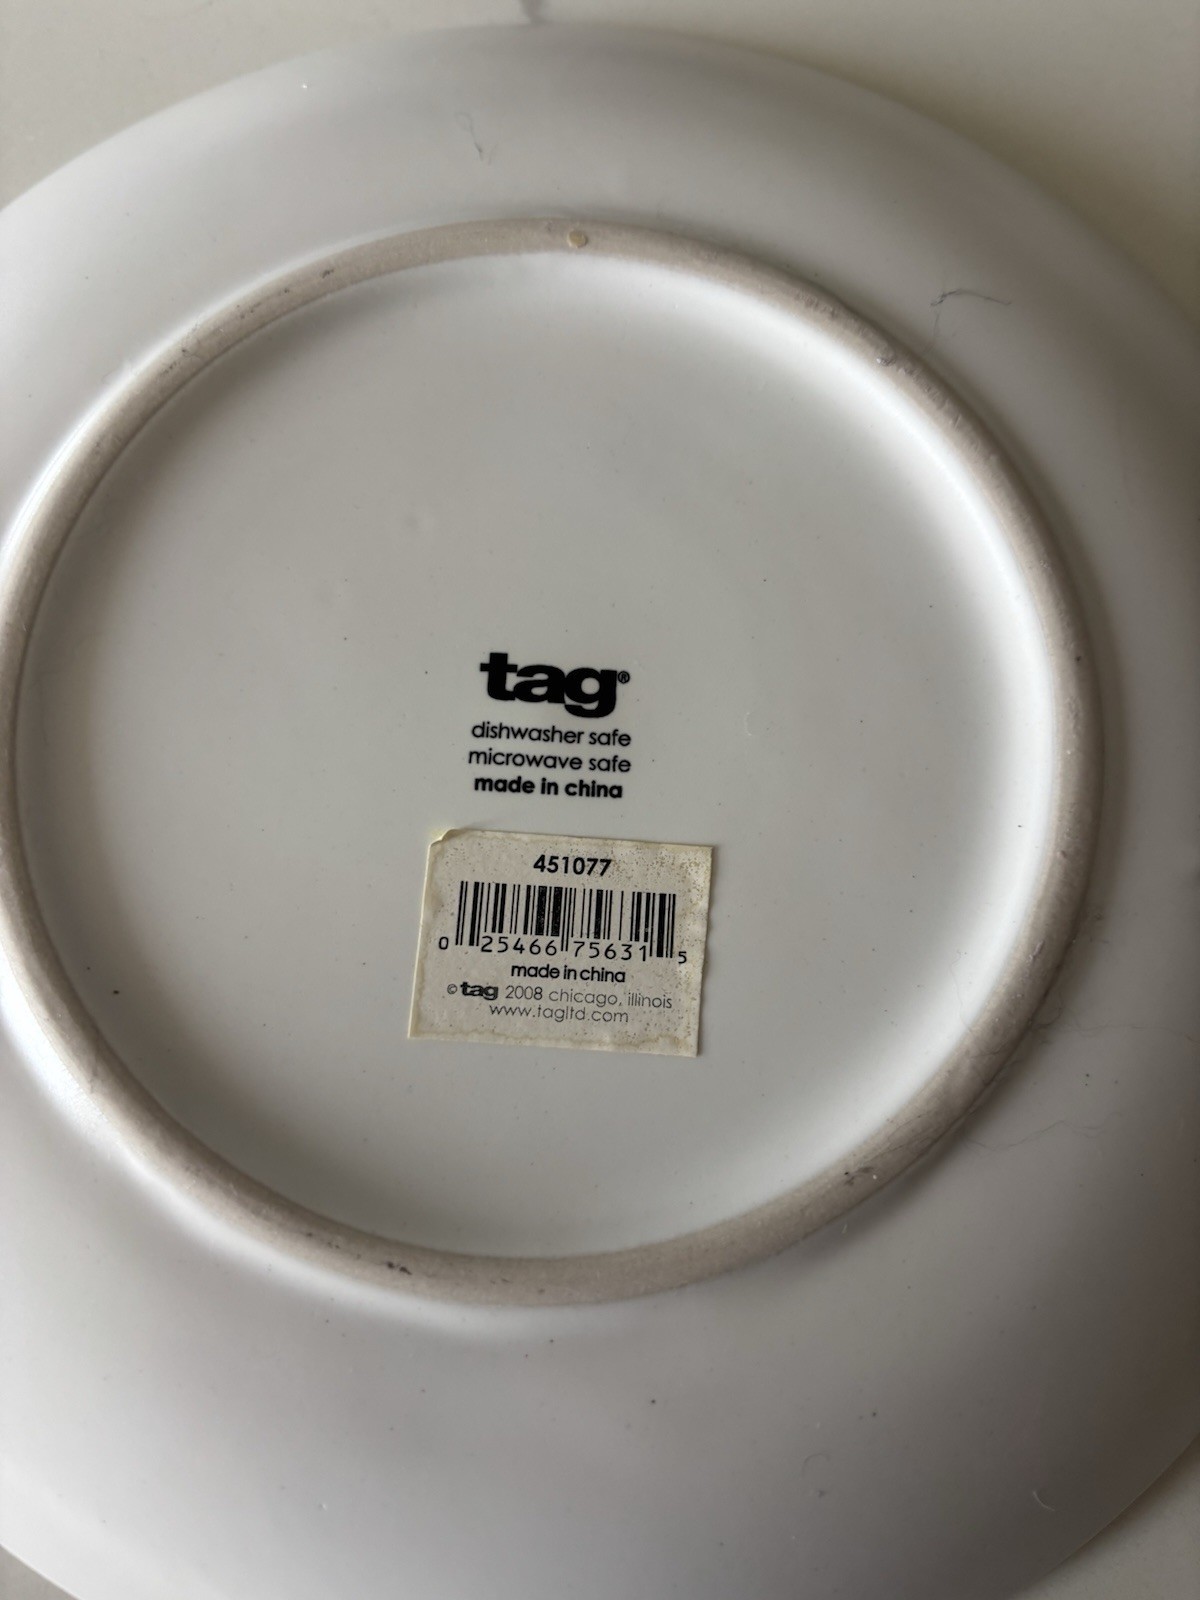 tag®
dishwasher safe
microwave safe
made in china
451077
0 25466 75631 5
made in china
© tag 2008 chicago, illinois
www.tagltd.com